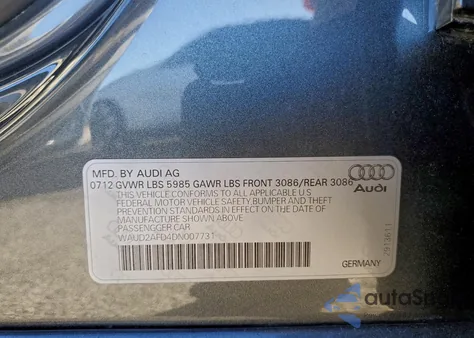 MFD. BY AUDI AG
0712 GVWR LBS 5985 GAWR LBS FRONT 3086/REAR 3086
THIS VEHICLE CONFORMS TO ALL APPLICABLE U.S.
FEDERAL MOTOR VEHICLE SAFETY BUMPER AND THEFT
PREVENTION STANDARDS IN EFFECT ON THE DATE OF
MANUFACTURE SHOWN ABOVE
PASSENGER CAR
WAUD2AFD4DN007731
Audi
2913611
GERMANY